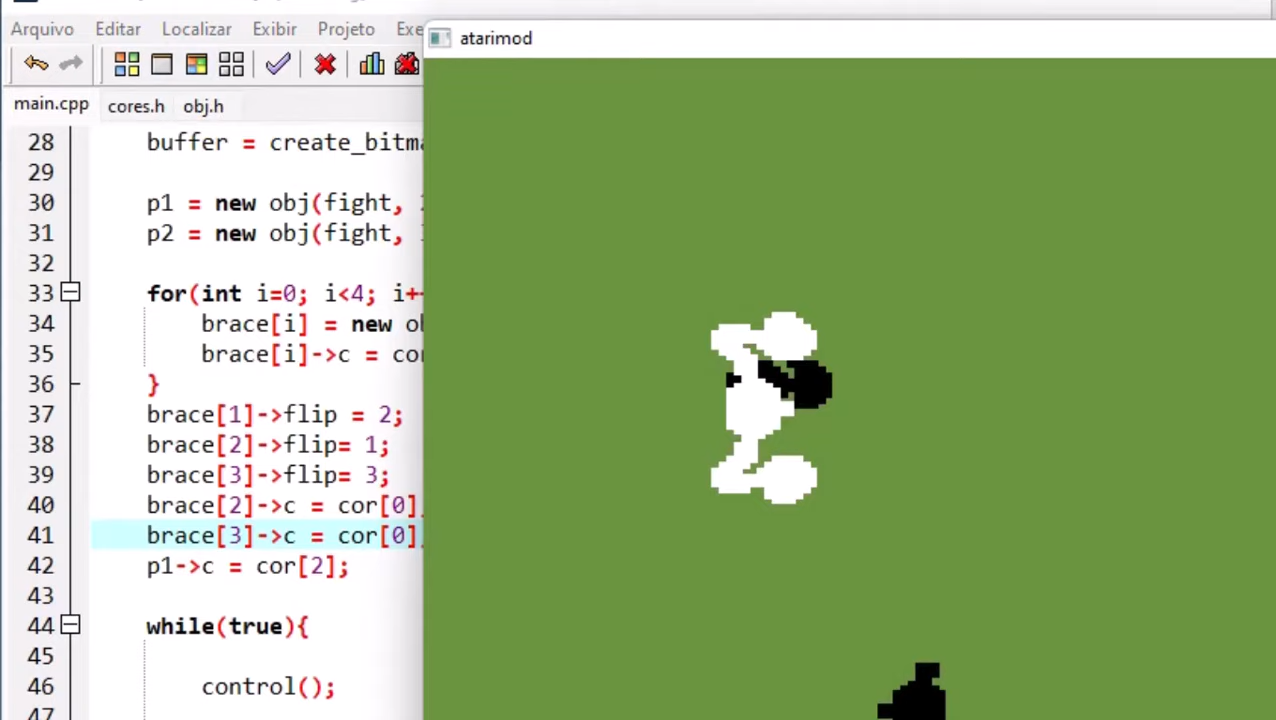 Arquivo Editar Localizar Exibir Projeto Exe
atarimod
main.cpp cores.h obj.h
28 buffer = create_bitma
29
30 p1 = new obj(fight,
31 p2 = new obj(fight,
32
33 for(int i=0; i<4; i+
34 brace[i] = new o
35 brace[i]->c = co
36 }
37 brace[1]->flip = 2;
38 brace[2]->flip= 1;
39 brace[3]->flip= 3;
40 brace[2]->c = cor[0]
41 brace[3]->c = cor[0]
42 p1->c = cor[2];
43
44 while(true){
45
46 control();
47